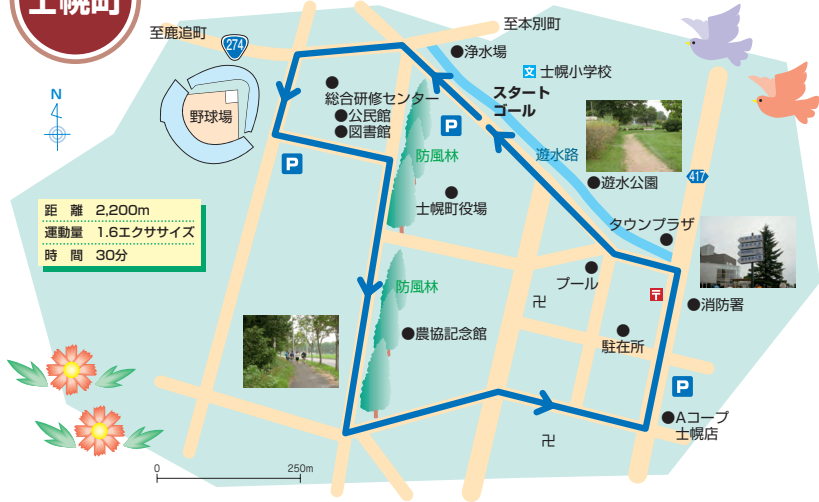 士幌町
至鹿追町
274
至本別町
浄水場
文 士幌小学校
スタート
ゴール
N
野球場
総合研修センター
公民館
図書館
P
P
防風林
遊水路
遊水公園
417
士幌町役場
タウンプラザ
距離 2,200m
運動量 1.6エクササイズ
時間 30分
プール
卍
〒
消防署
防風林
農協記念館
駐在所
P
Aコープ
士幌店
卍
0 250m